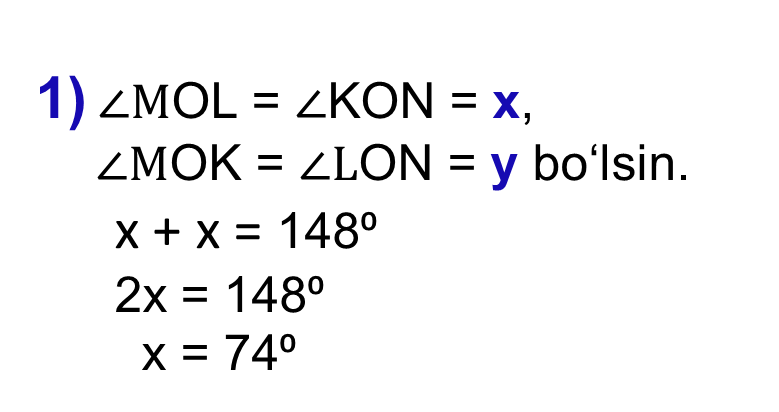 1) ∠MOL = ∠KON = x,
∠MOK = ∠LON = y bo‘lsin.
x + x = 148º
2x = 148º
x = 74º